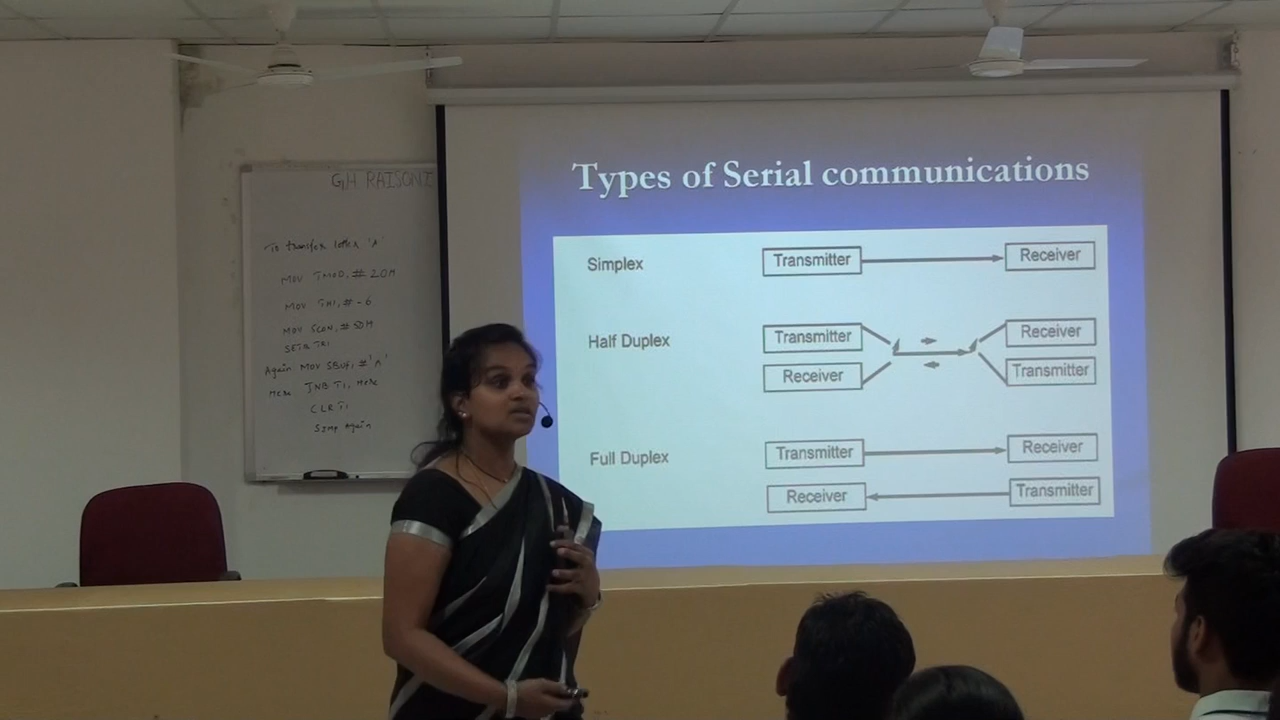 G.H RAISONI
To transfer letter 'A'
MOV TMOD, # 20H
MOV TH1, # -6
MOV SCON, # 50H
SETB TR1
Again MOV SBUF, # 'A'
Here JNB T1, Here
CLR T1
SJMP Again
Types of Serial communications
Simplex Transmitter Receiver
Half Duplex Transmitter Receiver
Receiver Transmitter
Full Duplex Transmitter Receiver
Receiver Transmitter